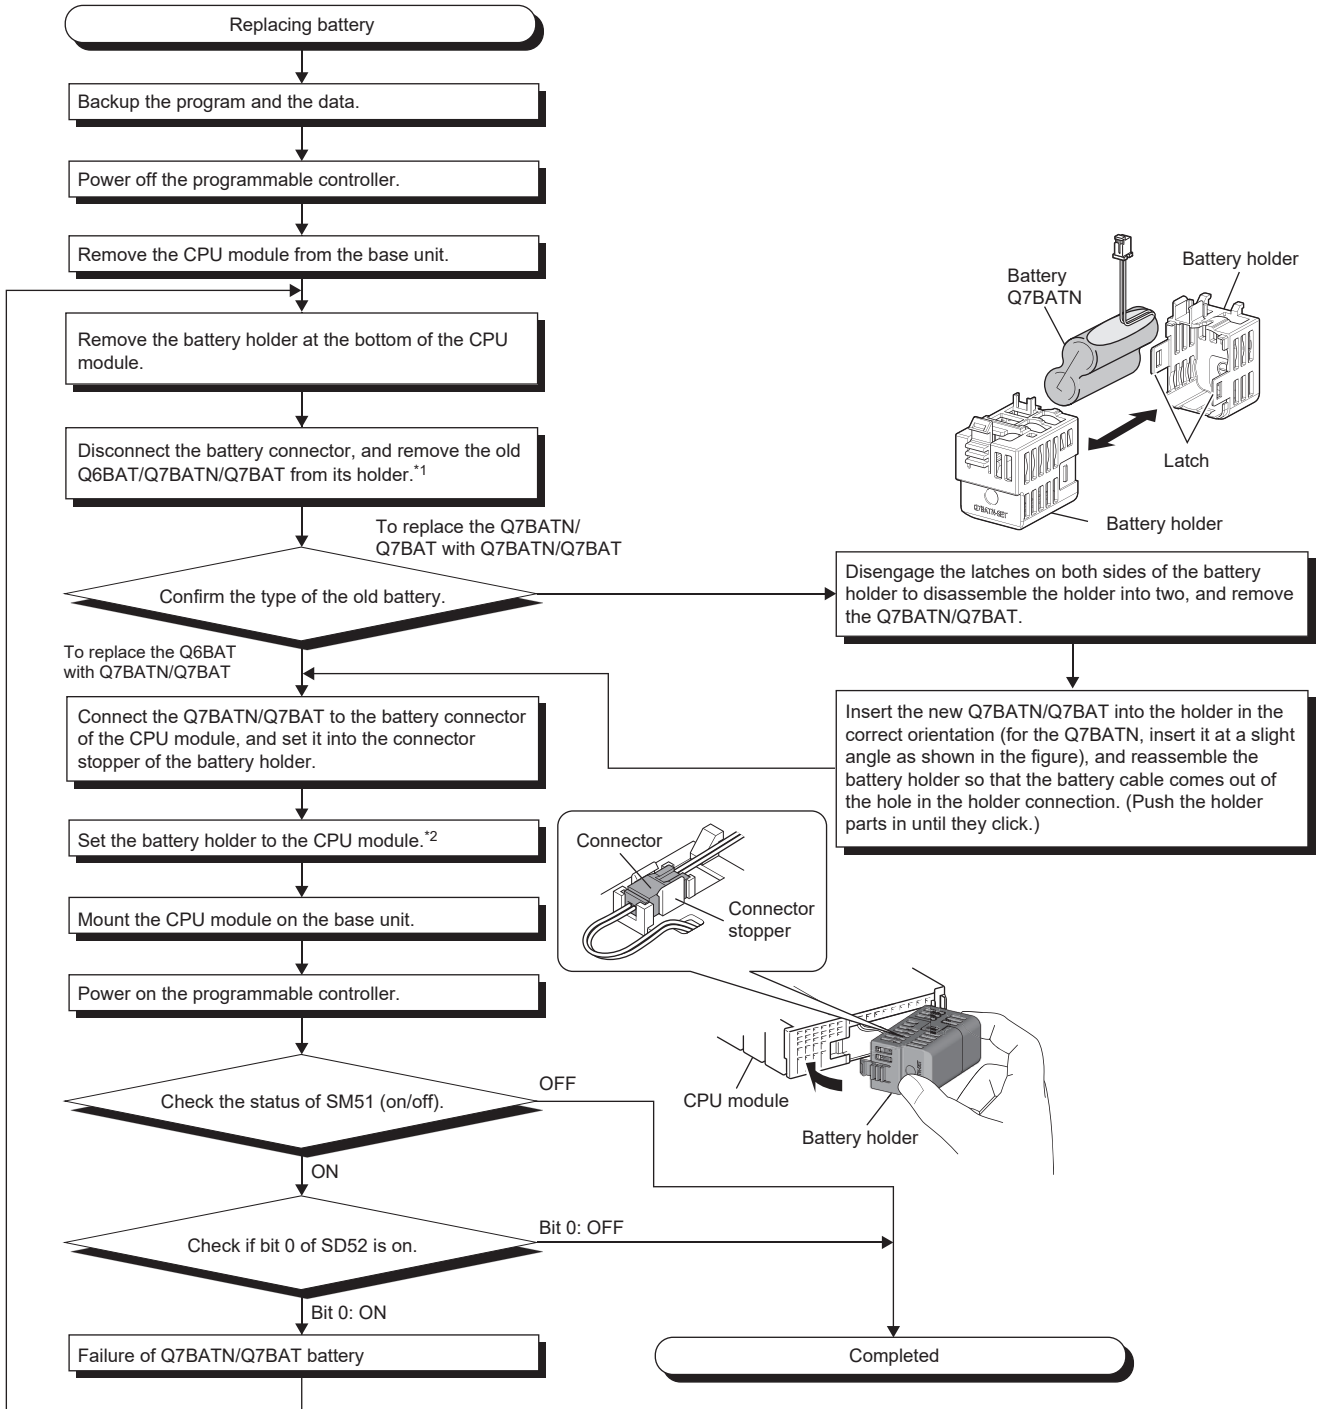 Replacing battery
Backup the program and the data.
Power off the programmable controller.
Remove the CPU module from the base unit.
Remove the battery holder at the bottom of the CPU
module.
Disconnect the battery connector, and remove the old
Q6BAT/Q7BATN/Q7BAT from its holder.*1
To replace the Q7BATN/
Q7BAT with Q7BATN/Q7BAT
Confirm the type of the old battery.
To replace the Q6BAT
with Q7BATN/Q7BAT
Connect the Q7BATN/Q7BAT to the battery connector
of the CPU module, and set it into the connector
stopper of the battery holder.
Set the battery holder to the CPU module.*2
Mount the CPU module on the base unit.
Power on the programmable controller.
Check the status of SM51 (on/off).
OFF
ON
Check if bit 0 of SD52 is on.
Bit 0: OFF
Bit 0: ON
Failure of Q7BATN/Q7BAT battery
Completed
Battery
Q7BATN
Battery holder
Latch
Q7BATN-SET
Battery holder
Disengage the latches on both sides of the battery
holder to disassemble the holder into two, and remove
the Q7BATN/Q7BAT.
Insert the new Q7BATN/Q7BAT into the holder in the
correct orientation (for the Q7BATN, insert it at a slight
angle as shown in the figure), and reassemble the
battery holder so that the battery cable comes out of
the hole in the holder connection. (Push the holder
parts in until they click.)
Connector
Connector
stopper
CPU module
Battery holder